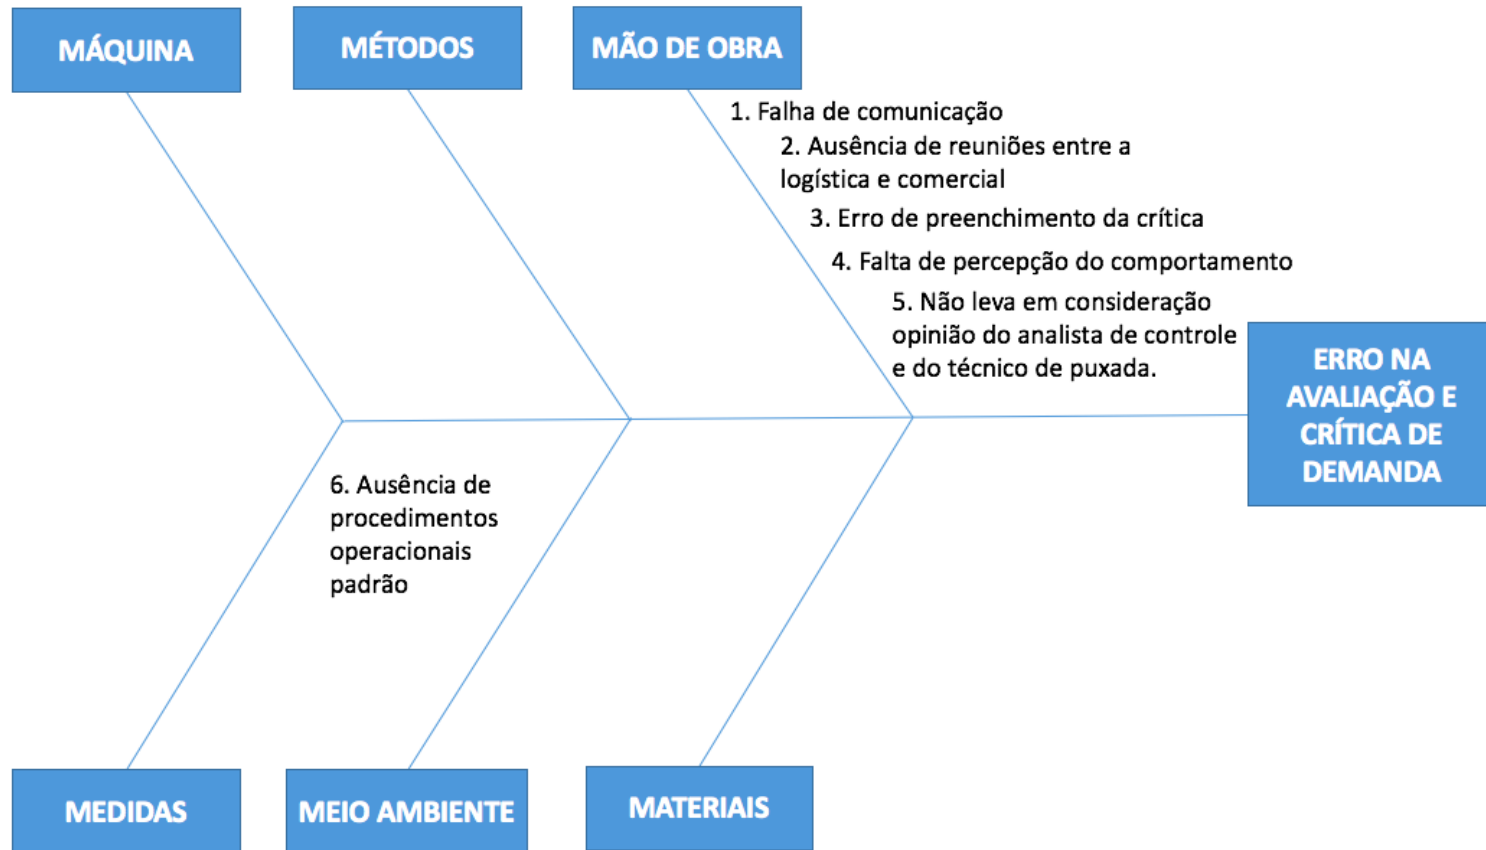 MÁQUINA
MÉTODOS
MÃO DE OBRA
1. Falha de comunicação
2. Ausência de reuniões entre a
logística e comercial
3. Erro de preenchimento da crítica
4. Falta de percepção do comportamento
5. Não leva em consideração
opinião do analista de controle
e do técnico de puxada.
ERRO NA
AVALIAÇÃO E
CRÍTICA DE
DEMANDA
6. Ausência de
procedimentos
operacionais
padrão
MEDIDAS
MEIO AMBIENTE
MATERIAIS